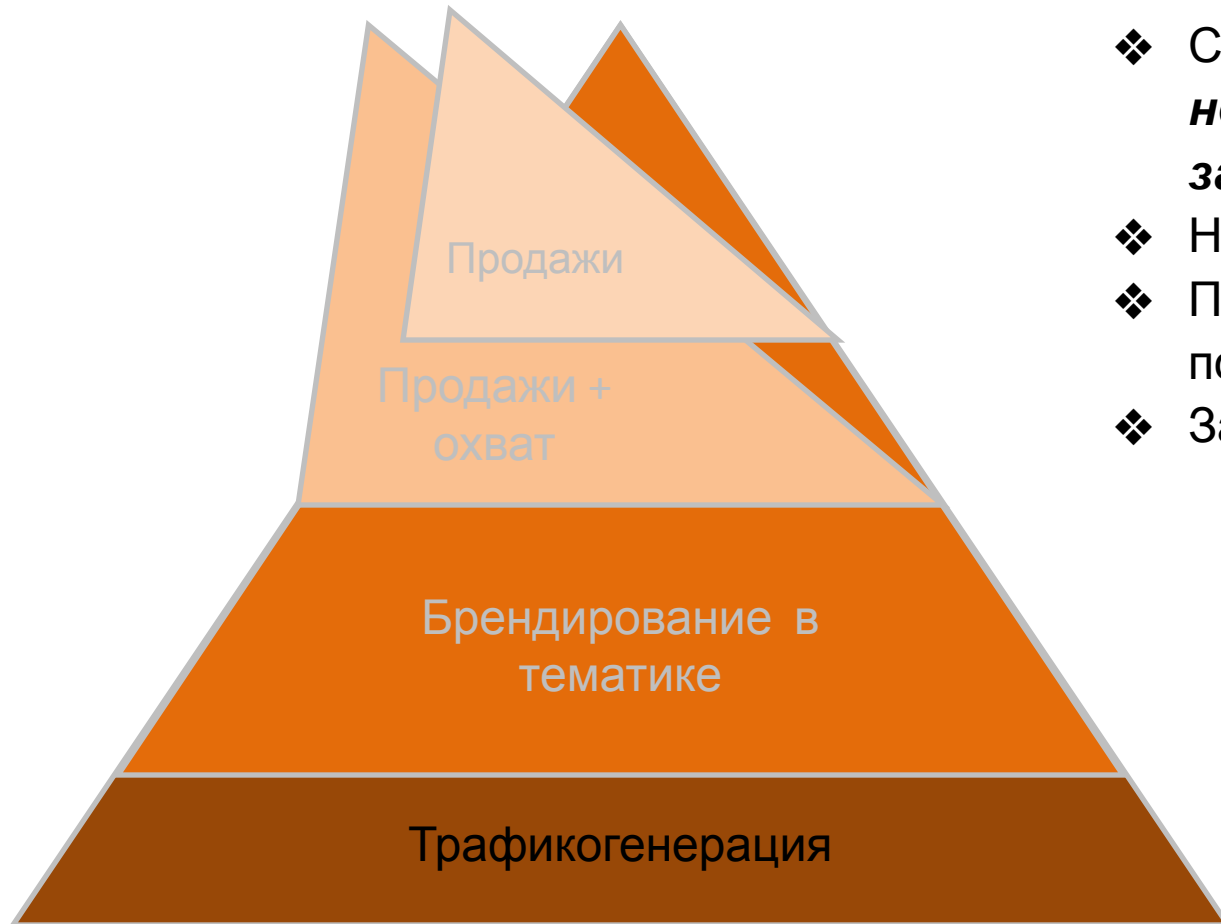 Продажи
Продажи +
охват
Брендирование в
тематике
Трафикогенерация